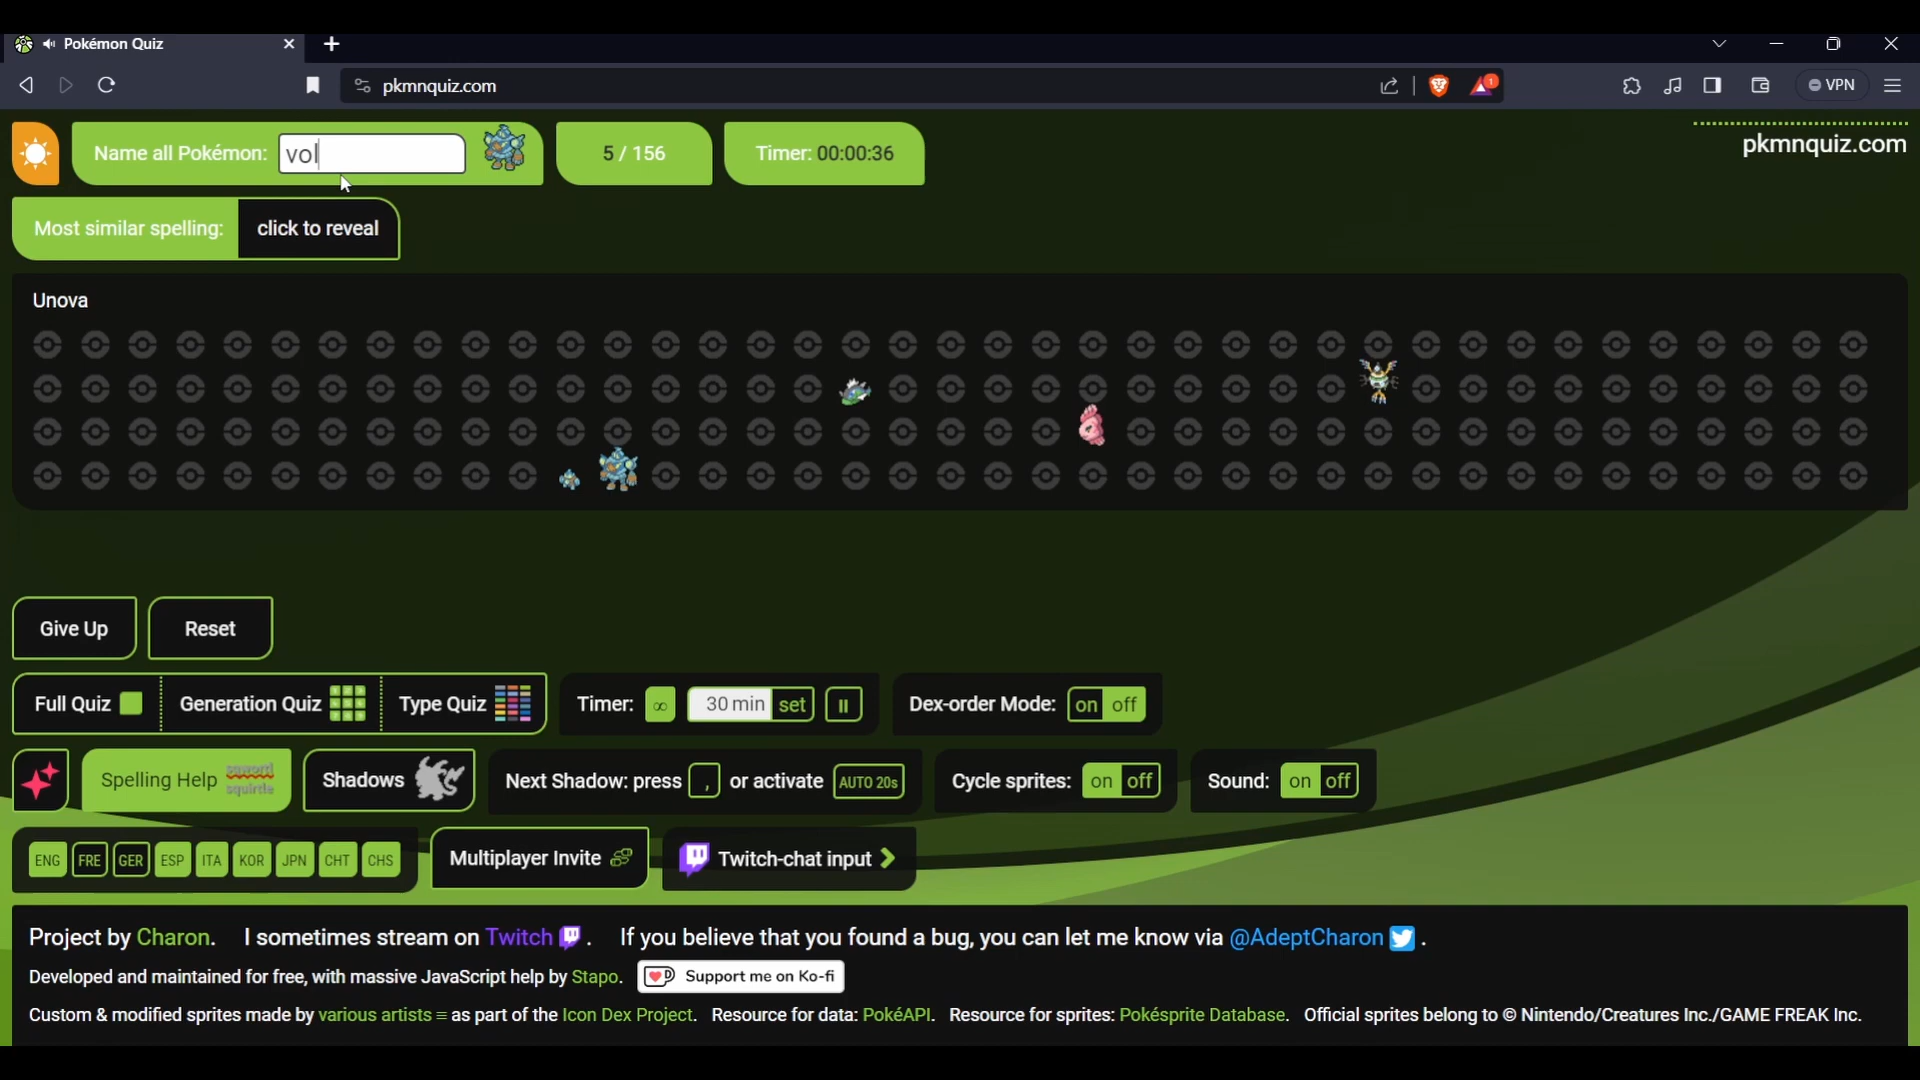 Pokémon Quiz
pkmnquiz.com
1
VPN
Name all Pokémon: vol
5 / 156
Timer: 00:00:36
pkmnquiz.com
Most similar spelling: click to reveal
Unova
Give Up
Reset
Full Quiz
Generation Quiz
Type Quiz
Timer: ∞ 30 min set
Dex-order Mode: on off
Spelling Help
sqwertl
squirtle
Shadows
Next Shadow: press , or activate AUTO 20s
Cycle sprites: on off
Sound: on off
ENG FRE GER ESP ITA KOR JPN CHT CHS
Multiplayer Invite
Twitch-chat input
Project by Charon. I sometimes stream on Twitch . If you believe that you found a bug, you can let me know via @AdeptCharon .
Developed and maintained for free, with massive JavaScript help by Stapo. Support me on Ko-fi
Custom & modified sprites made by various artists ≡ as part of the Icon Dex Project. Resource for data: PokéAPI. Resource for sprites: Pokésprite Database. Official sprites belong to © Nintendo/Creatures Inc./GAME FREAK Inc.